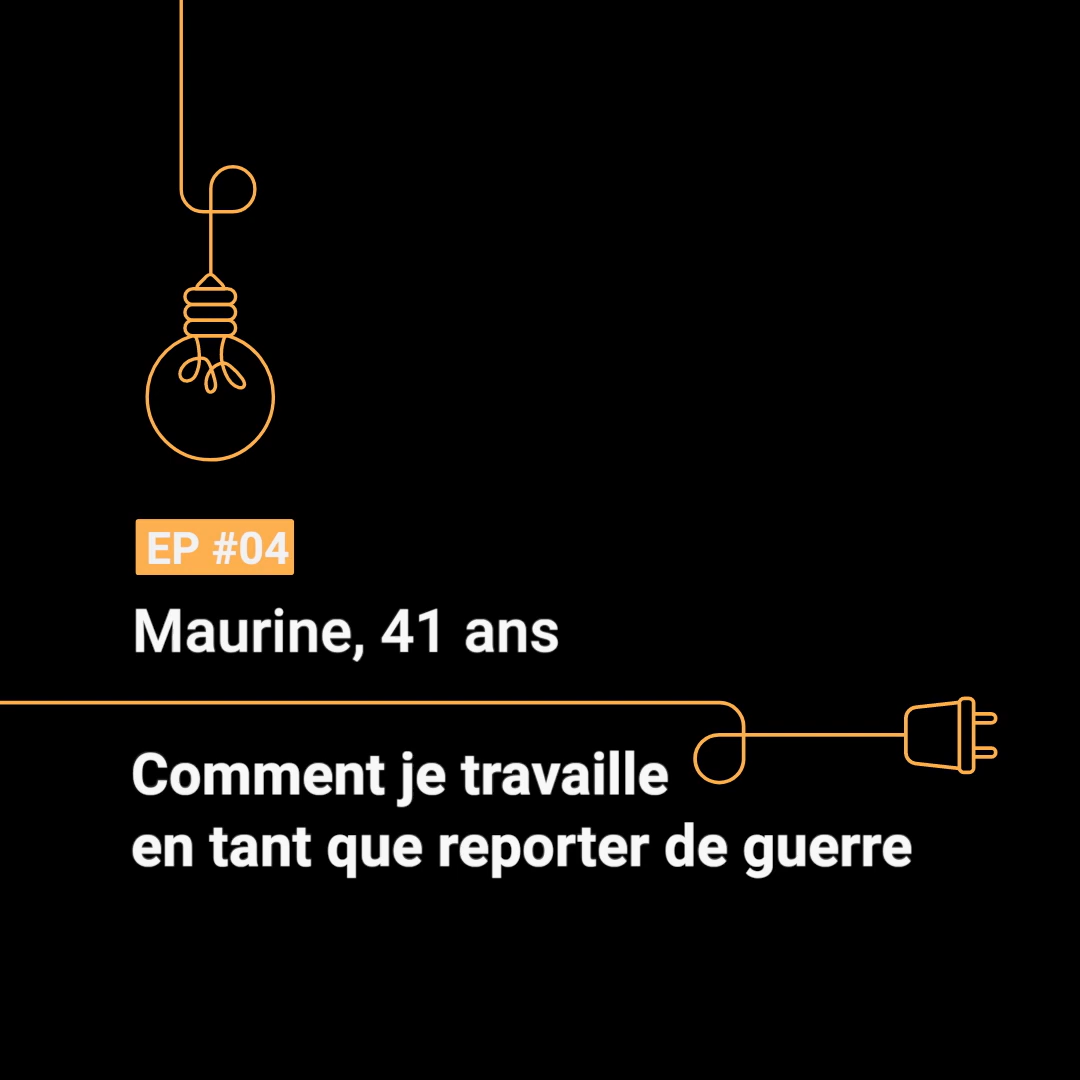 EP #04
Maurine, 41 ans
Comment je travaille
en tant que reporter de guerre